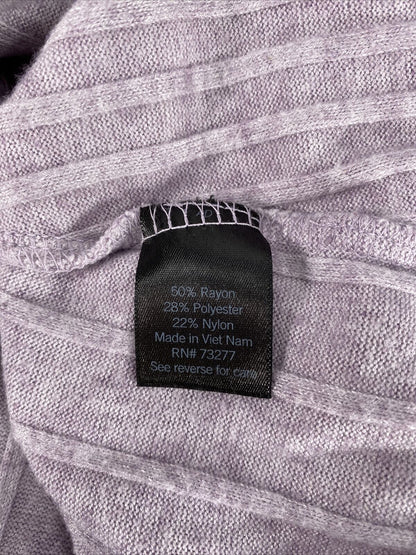 50% Rayon
28% Polyester
22% Nylon
Made in Viet Nam
RN# 73277
See reverse for care